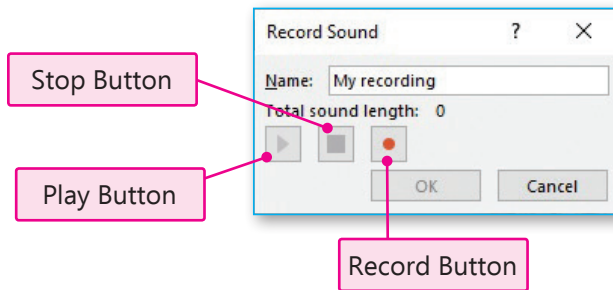 Record Sound ? ×
Stop Button
Name: My recording
Total sound length: 0
Play Button
OK Cancel
Record Button